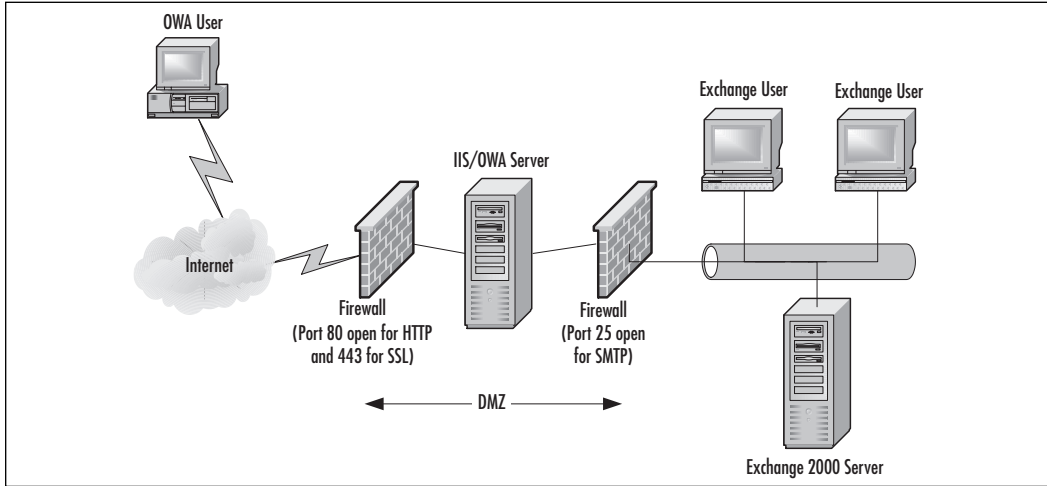 OWA User
Exchange User
Exchange User
IIS/OWA Server
Internet
Firewall
(Port 80 open for HTTP
and 443 for SSL)
Firewall
(Port 25 open
for SMTP)
DMZ
Exchange 2000 Server